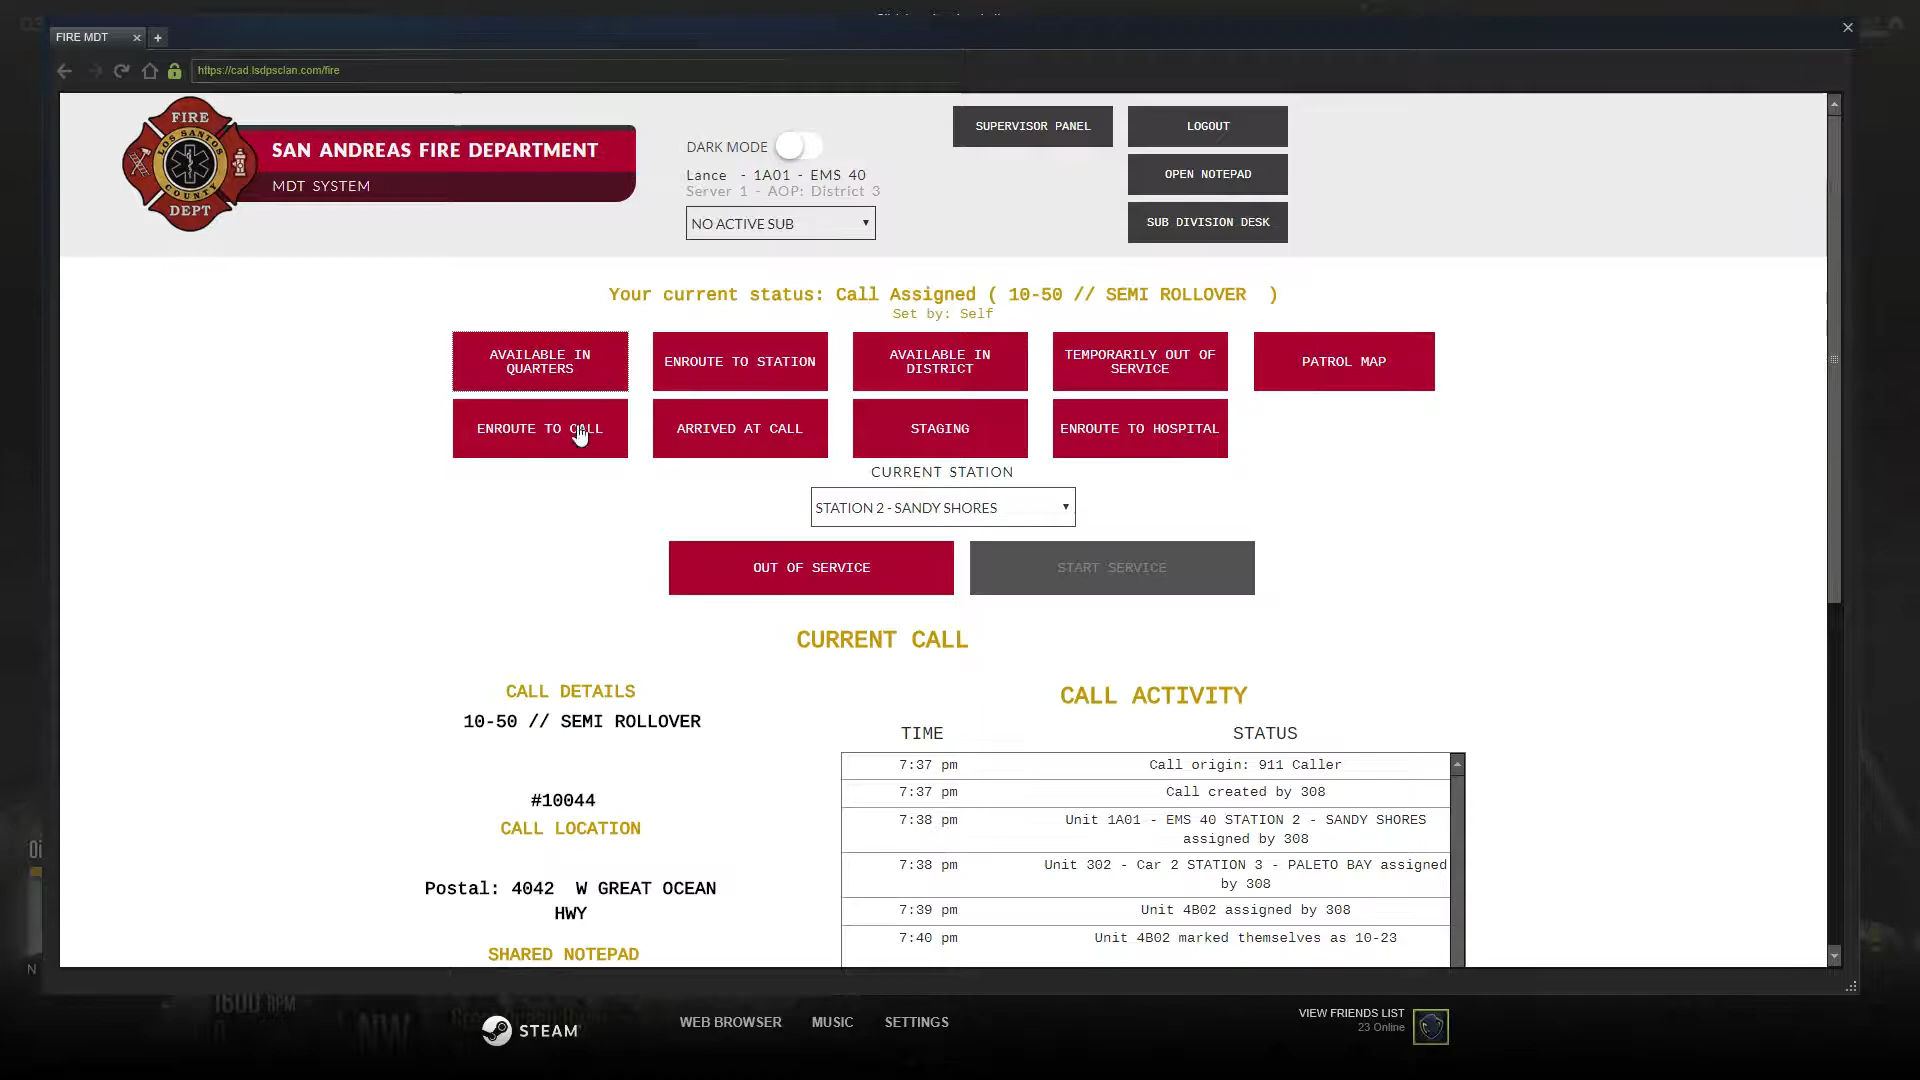 FIRE MDT
https://cad.lsdpsclan.com/fire
FIRE
LOS SANTOS
COUNTY
DEPT
SAN ANDREAS FIRE DEPARTMENT
MDT SYSTEM
DARK MODE
Lance - 1A01 - EMS 40
Server 1 - AOP: District 3
NO ACTIVE SUB
SUPERVISOR PANEL
LOGOUT
OPEN NOTEPAD
SUB DIVISION DESK
Your current status: Call Assigned ( 10-50 // SEMI ROLLOVER )
Set by: Self
AVAILABLE IN
QUARTERS
ENROUTE TO STATION
AVAILABLE IN
DISTRICT
TEMPORARILY OUT OF
SERVICE
PATROL MAP
ENROUTE TO CALL
ARRIVED AT CALL
STAGING
ENROUTE TO HOSPITAL
CURRENT STATION
STATION 2 - SANDY SHORES
OUT OF SERVICE
START SERVICE
CURRENT CALL
CALL DETAILS
10-50 // SEMI ROLLOVER
#10044
CALL LOCATION
Postal: 4042 W GREAT OCEAN
HWY
SHARED NOTEPAD
CALL ACTIVITY
TIME STATUS
7:37 pm Call origin: 911 Caller
7:37 pm Call created by 308
7:38 pm Unit 1A01 - EMS 40 STATION 2 - SANDY SHORES
assigned by 308
7:38 pm Unit 302 - Car 2 STATION 3 - PALETO BAY assigned
by 308
7:39 pm Unit 4B02 assigned by 308
7:40 pm Unit 4B02 marked themselves as 10-23
N
STEAM
WEB BROWSER
MUSIC
SETTINGS
VIEW FRIENDS LIST
23 Online